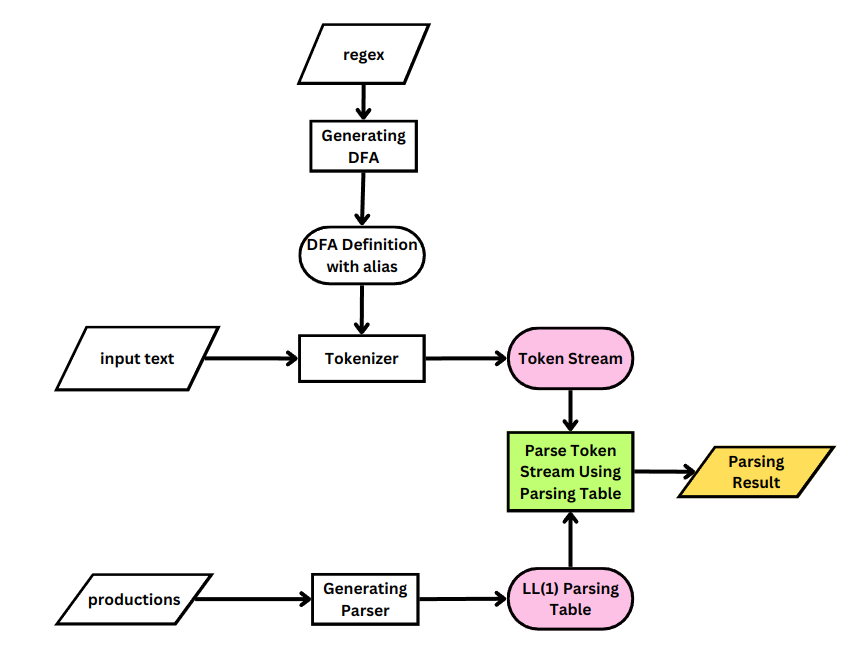 regex
Generating
DFA
DFA Definition
with alias
input text
Tokenizer
Token Stream
Parse Token
Stream Using
Parsing Table
Parsing
Result
productions
Generating
Parser
LL(1) Parsing
Table